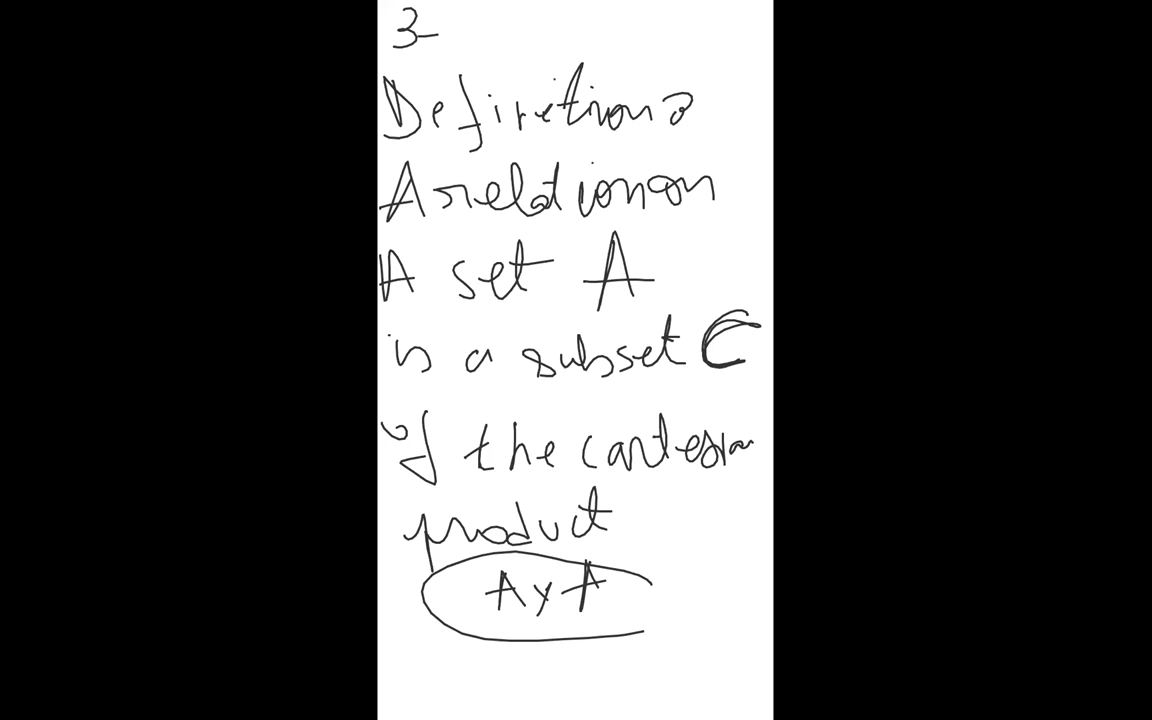 3-
Definition:
A relation on
A set A
is a subset C
of the cartesian
product
A x A